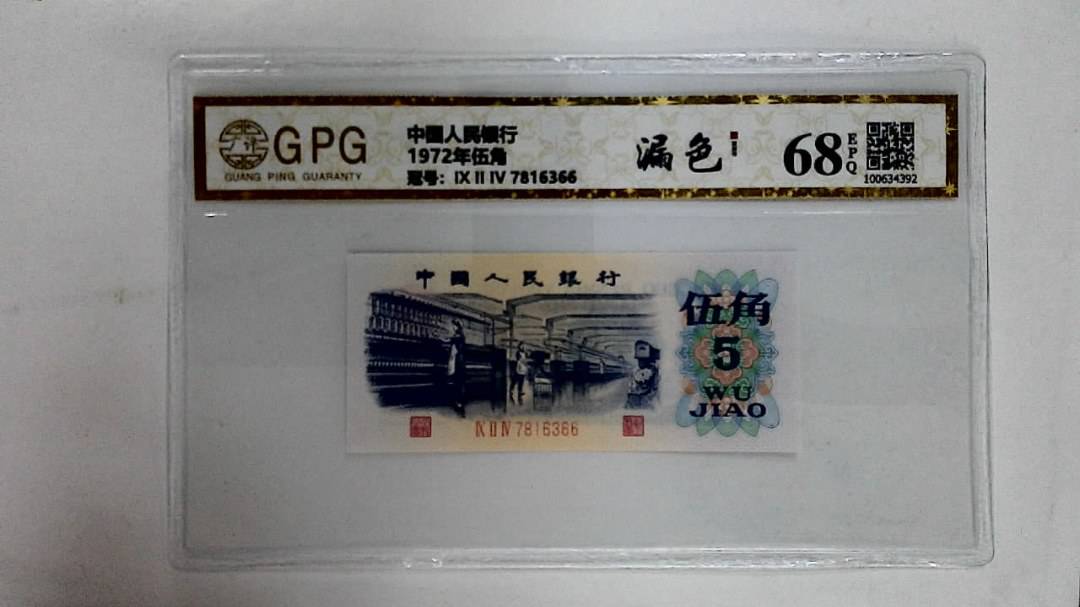 GPG
GUANG PING GUARANTY
中國人民銀行
1972年伍角
冠号：IX II IV 7816366
漏色
68
EPQ
100634392
中國人民銀行
伍角
5
WU
JIAO
IX II IV 7816366